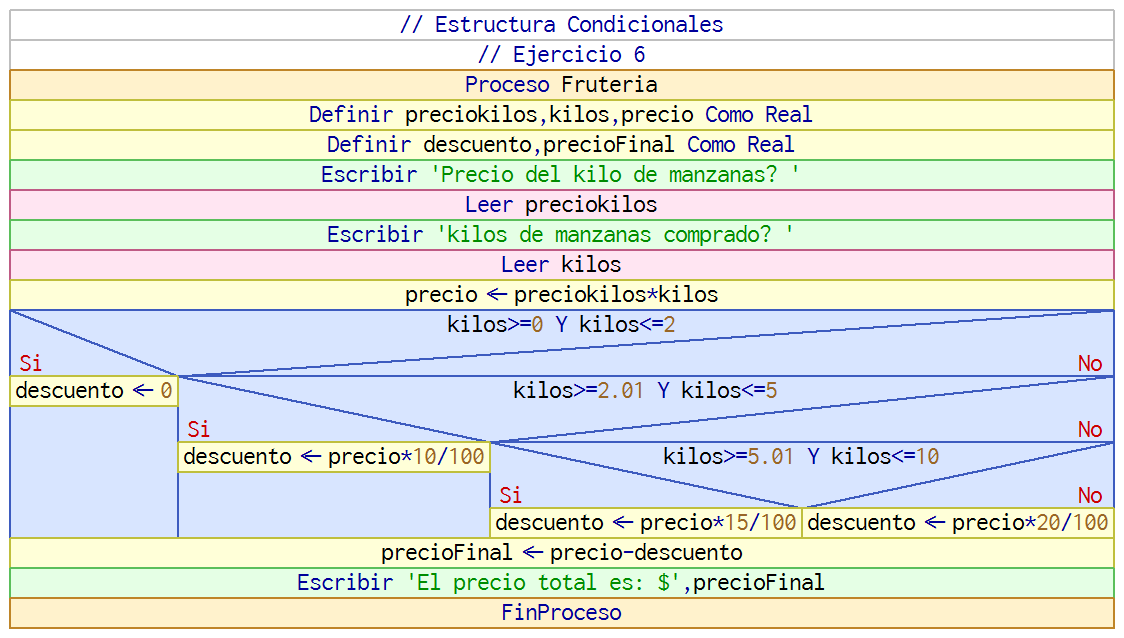 // Estructura Condicionales
// Ejercicio 6
Proceso Fruteria
Definir preciokilos,kilos,precio Como Real
Definir descuento,precioFinal Como Real
Escribir 'Precio del kilo de manzanas? '
Leer preciokilos
Escribir 'kilos de manzanas comprado? '
Leer kilos
precio ← preciokilos*kilos
kilos>=0 Y kilos<=2
Si
No
descuento ← 0
kilos>=2.01 Y kilos<=5
Si
No
descuento ← precio*10/100
kilos>=5.01 Y kilos<=10
Si
No
descuento ← precio*15/100
descuento ← precio*20/100
precioFinal ← precio-descuento
Escribir 'El precio total es: $',precioFinal
FinProceso